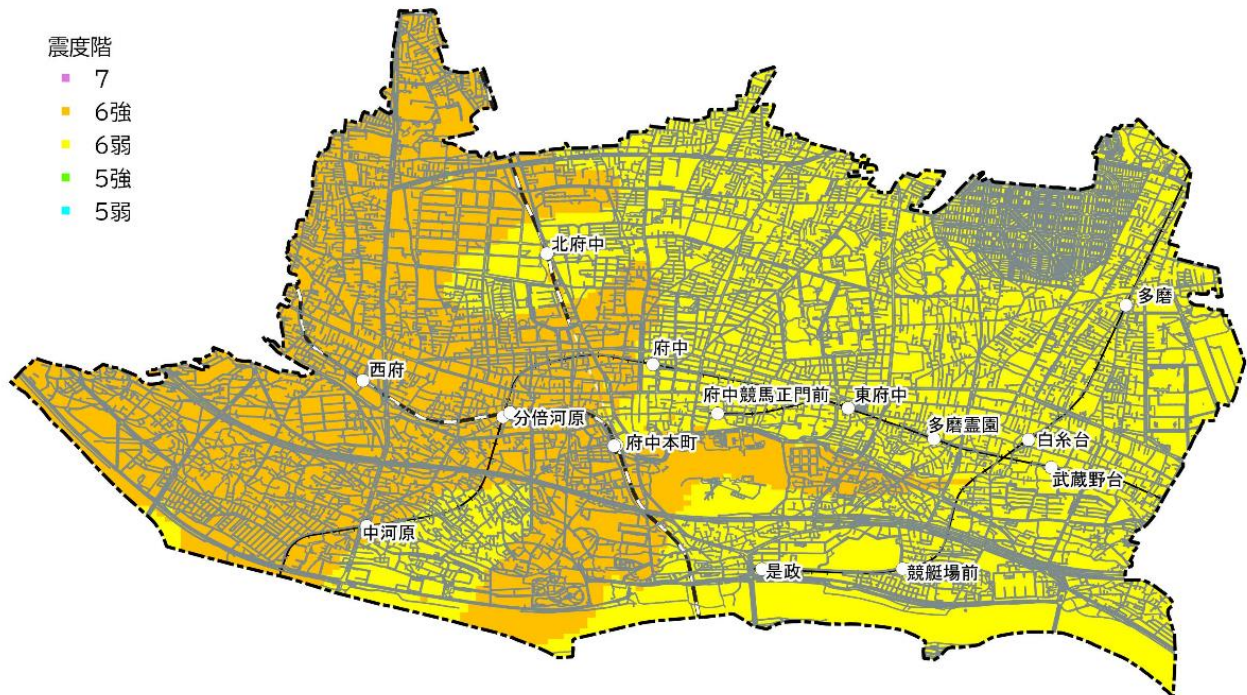 震度階
7
6強
6弱
5強
5弱
北府中
多磨
府中
西府
府中競馬正門前
東府中
分倍河原
多磨霊園
白糸台
府中本町
武蔵野台
中河原
是政
競艇場前